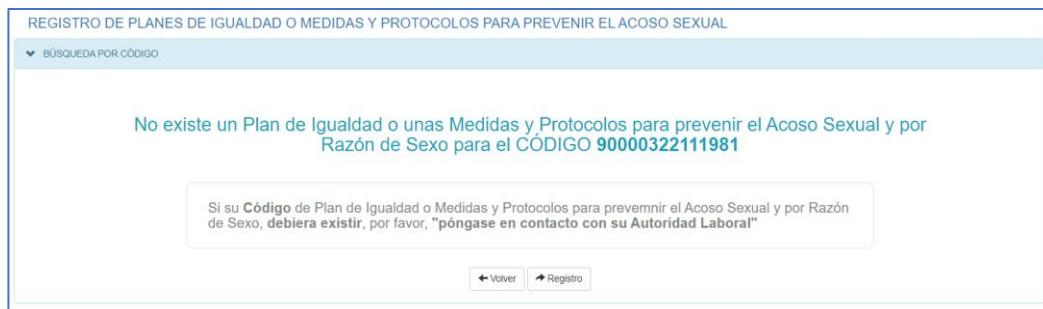 REGISTRO DE PLANES DE IGUALDAD O MEDIDAS Y PROTOCOLOS PARA PREVENIR EL ACOSO SEXUAL
BÚSQUEDA POR CÓDIGO
No existe un Plan de Igualdad o unas Medidas y Protocolos para prevenir el Acoso Sexual y por
Razón de Sexo para el CÓDIGO 90000322111981
Si su Código de Plan de Igualdad o Medidas y Protocolos para prevemnir el Acoso Sexual y por Razón
de Sexo, debiera existir, por favor, "póngase en contacto con su Autoridad Laboral"
Volver Registro